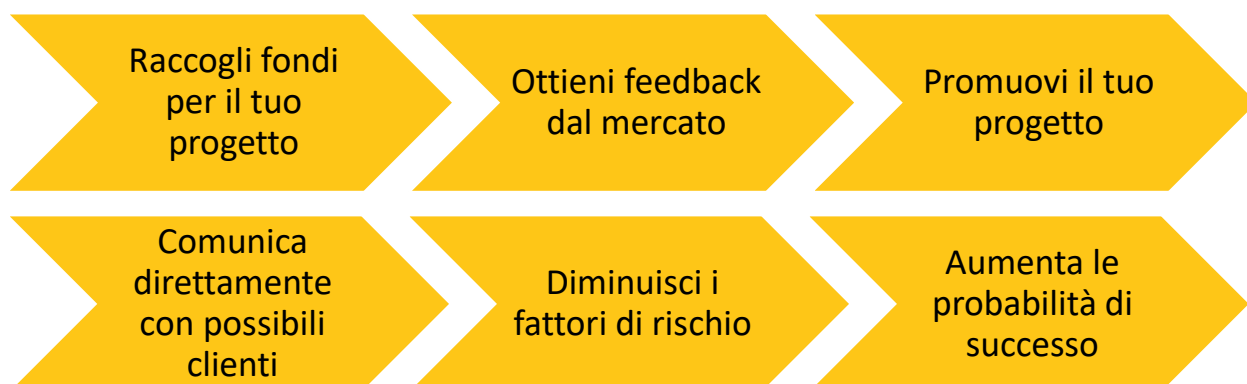 Raccogli fondi
per il tuo
progetto
Ottieni feedback
dal mercato
Promuovi il tuo
progetto
Comunica
direttamente
con possibili
clienti
Diminuisci i
fattori di rischio
Aumenta le
probabilità di
successo